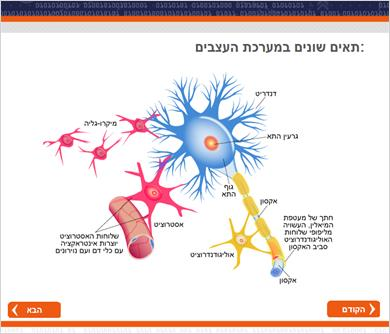 תאים שונים במערכת העצבים:
דנדריט
מיקרו-גליה
גרעין התא
גוף
התא
אקסון
אסטרוציט
שלוחות האסטרוציט
יוצרות אינטראקציה
עם כלי דם ועם נוירונים
חתך של מעטפת
המיאלין, העשויה
מליפופי שלוחות
האוליגודנדרוציט
סביב האקסון
אוליגודנדרוציט
אקסון
הקודם
הבא